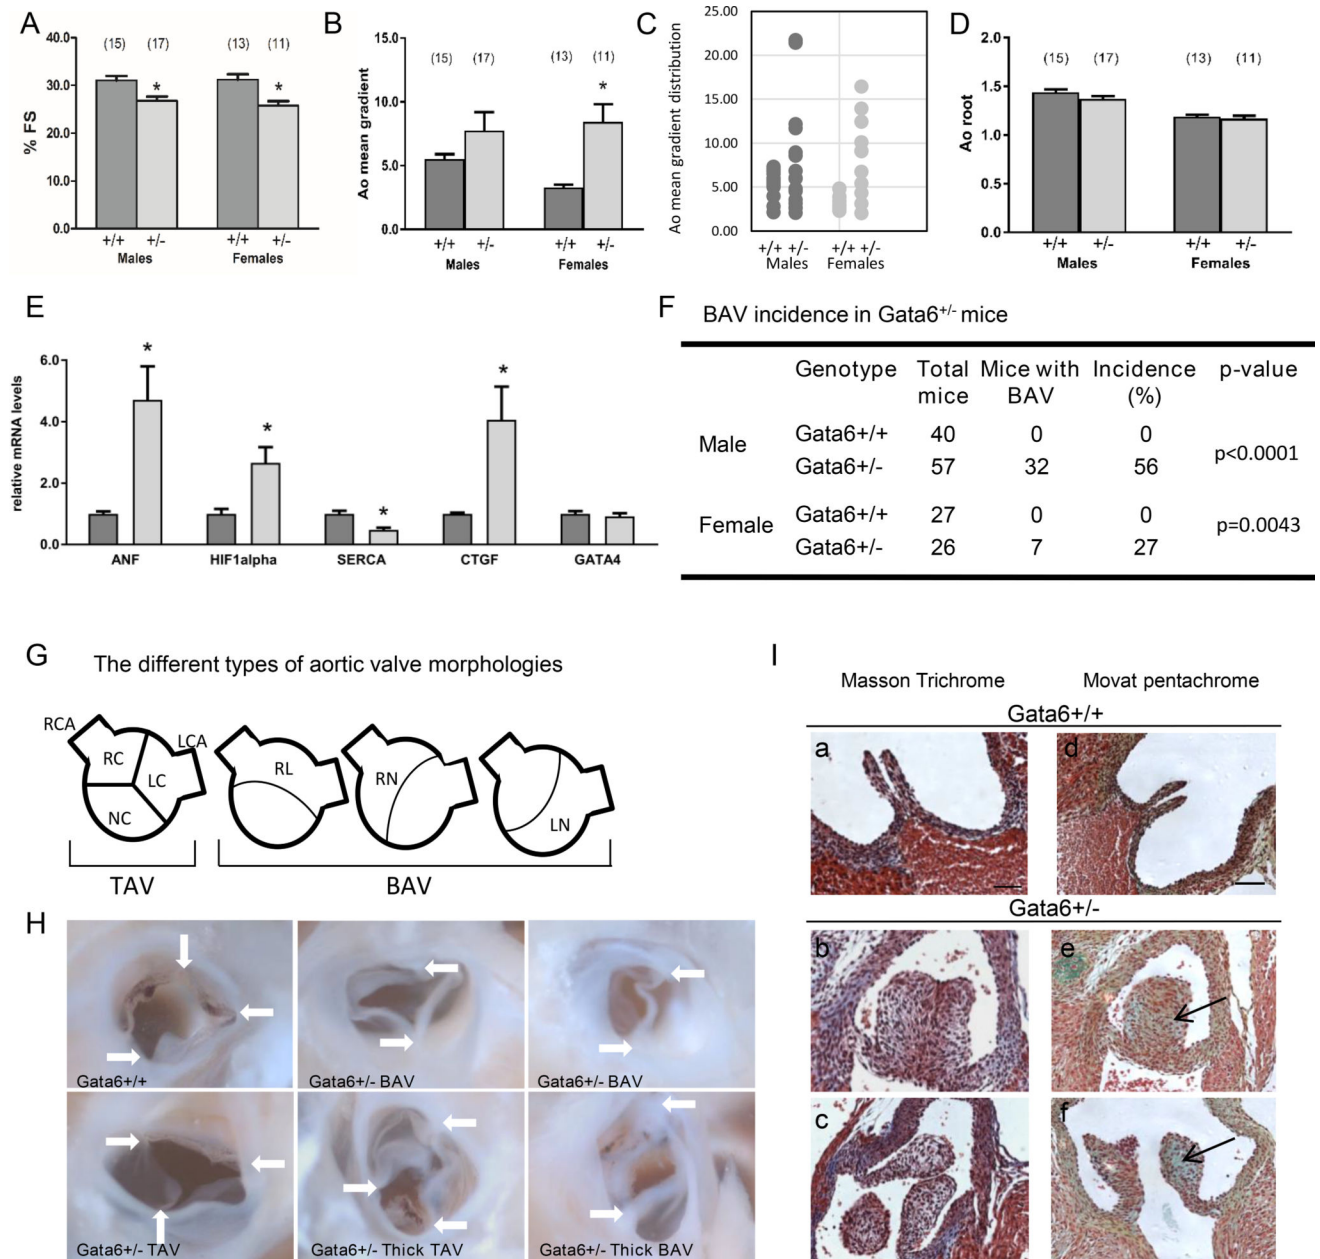 A
(15) (17) (13) (11)
40.0
30.0
20.0
10.0
0.0
% FS
* *
+/+ +/- +/+ +/-
Males Females
B
(15) (17) (13) (11)
15.0
10.0
5.0
0.0
Ao mean gradient
*
+/+ +/- +/+ +/-
Males Females
C
25.00
20.00
15.00
10.00
5.00
0.00
Ao mean gradient distribution
+/+ +/- +/+ +/-
Males Females
D
(15) (17) (13) (11)
2.0
1.5
1.0
0.5
0.0
Ao root
+/+ +/- +/+ +/-
Males Females
E
6.0
4.0
2.0
0.0
relative mRNA levels
* * * *
ANF HIF1alpha SERCA CTGF GATA4
F BAV incidence in Gata6+/- mice
Genotype Total mice Mice with BAV Incidence (%) p-value
Male Gata6+/+ 40 0 0 p<0.0001
Gata6+/- 57 32 56
Female Gata6+/+ 27 0 0 p=0.0043
Gata6+/- 26 7 27
G The different types of aortic valve morphologies
RCA LCA
RC LC NC
RL RN LN
TAV BAV
H
Gata6+/+ Gata6+/- BAV Gata6+/- BAV
Gata6+/- TAV Gata6+/- Thick TAV Gata6+/- Thick BAV
I
Masson Trichrome Movat pentachrome
Gata6+/+
a d
Gata6+/-
b e
c f